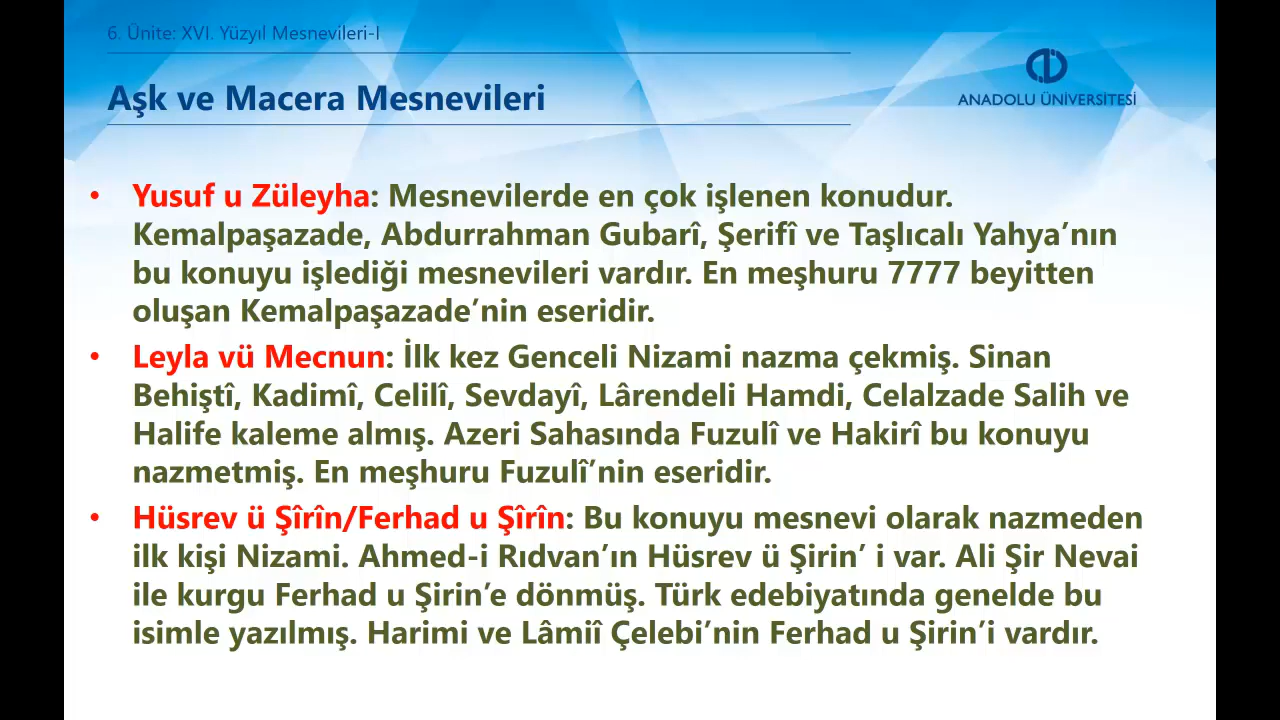 6. Ünite: XVI. Yüzyıl Mesnevileri-I
Aşk ve Macera Mesnevileri
ANADOLU ÜNİVERSİTESİ
• Yusuf u Züleyha: Mesnevilerde en çok işlenen konudur.
Kemalpaşazade, Abdurrahman Gubarî, Şerifî ve Taşlıcalı Yahya’nın
bu konuyu işlediği mesnevileri vardır. En meşhuru 7777 beyitten
oluşan Kemalpaşazade’nin eseridir.
• Leyla vü Mecnun: İlk kez Genceli Nizami nazma çekmiş. Sinan
Behiştî, Kadimî, Celilî, Sevdayî, Lârendeli Hamdi, Celalzade Salih ve
Halife kaleme almış. Azeri Sahasında Fuzulî ve Hakirî bu konuyu
nazmetmiş. En meşhuru Fuzulî’nin eseridir.
• Hüsrev ü Şîrîn/Ferhad u Şîrîn: Bu konuyu mesnevi olarak nazmeden
ilk kişi Nizami. Ahmed-i Rıdvan’ın Hüsrev ü Şirin’ i var. Ali Şir Nevai
ile kurgu Ferhad u Şirin’e dönmüş. Türk edebiyatında genelde bu
isimle yazılmış. Harimi ve Lâmiî Çelebi’nin Ferhad u Şirin’i vardır.